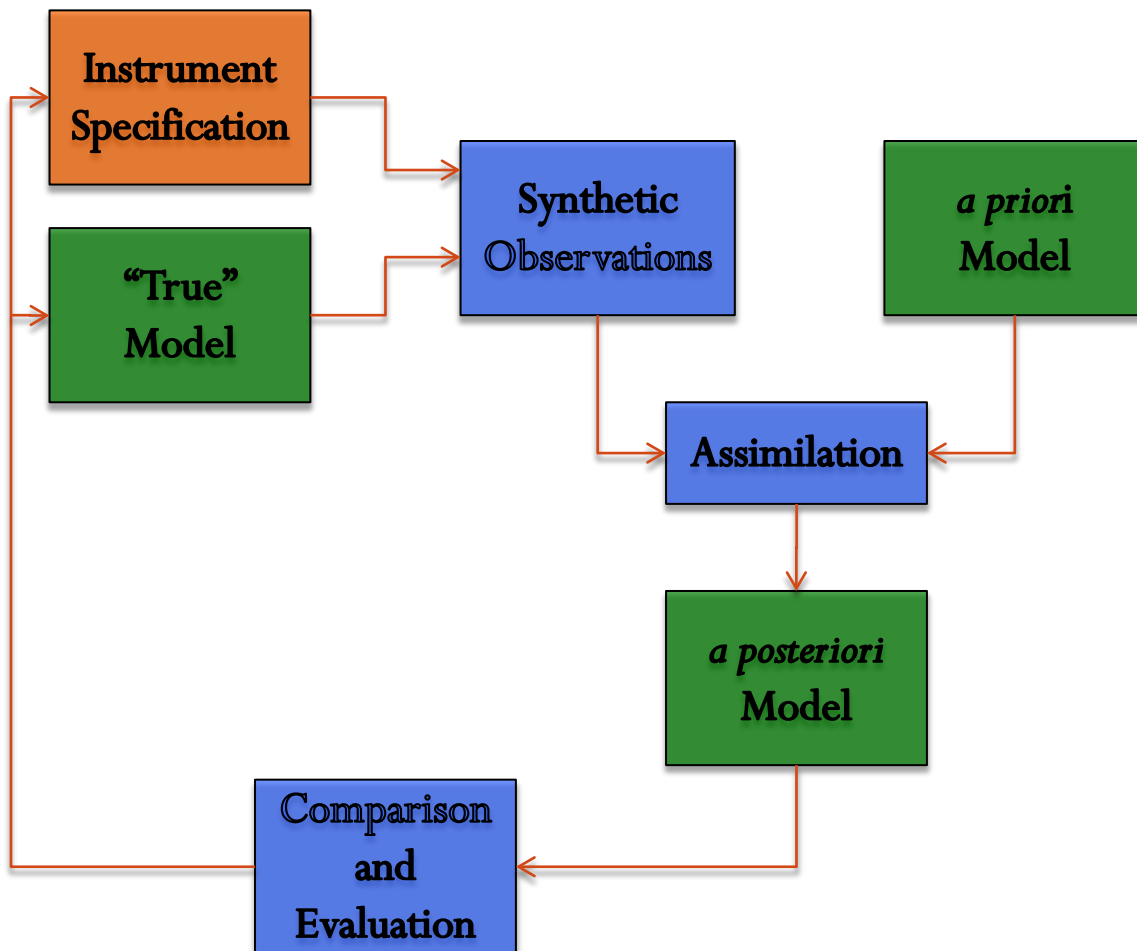 Instrument
Specification
“True”
Model
Synthetic
Observations
a priori
Model
Assimilation
a posteriori
Model
Comparison
and
Evaluation